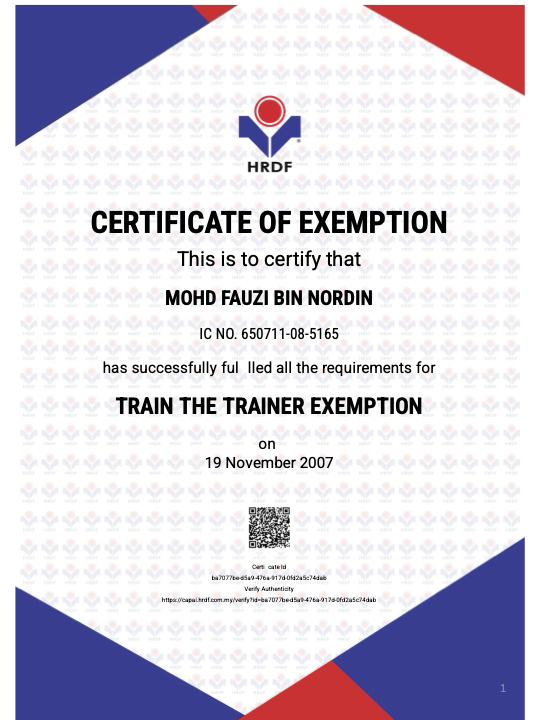 HRDF
CERTIFICATE OF EXEMPTION
This is to certify that
MOHD FAUZI BIN NORDIN
IC NO. 650711-08-5165
has successfully ful lled all the requirements for
TRAIN THE TRAINER EXEMPTION
on
19 November 2007
Certi cate Id
ba7077be-d5a9-476a-917d-0fd2a5c74dab
Verify Authenticity
https://capai.hrdf.com.my/verify?id=ba7077be-d5a9-476a-917d-0fd2a5c74dab
1